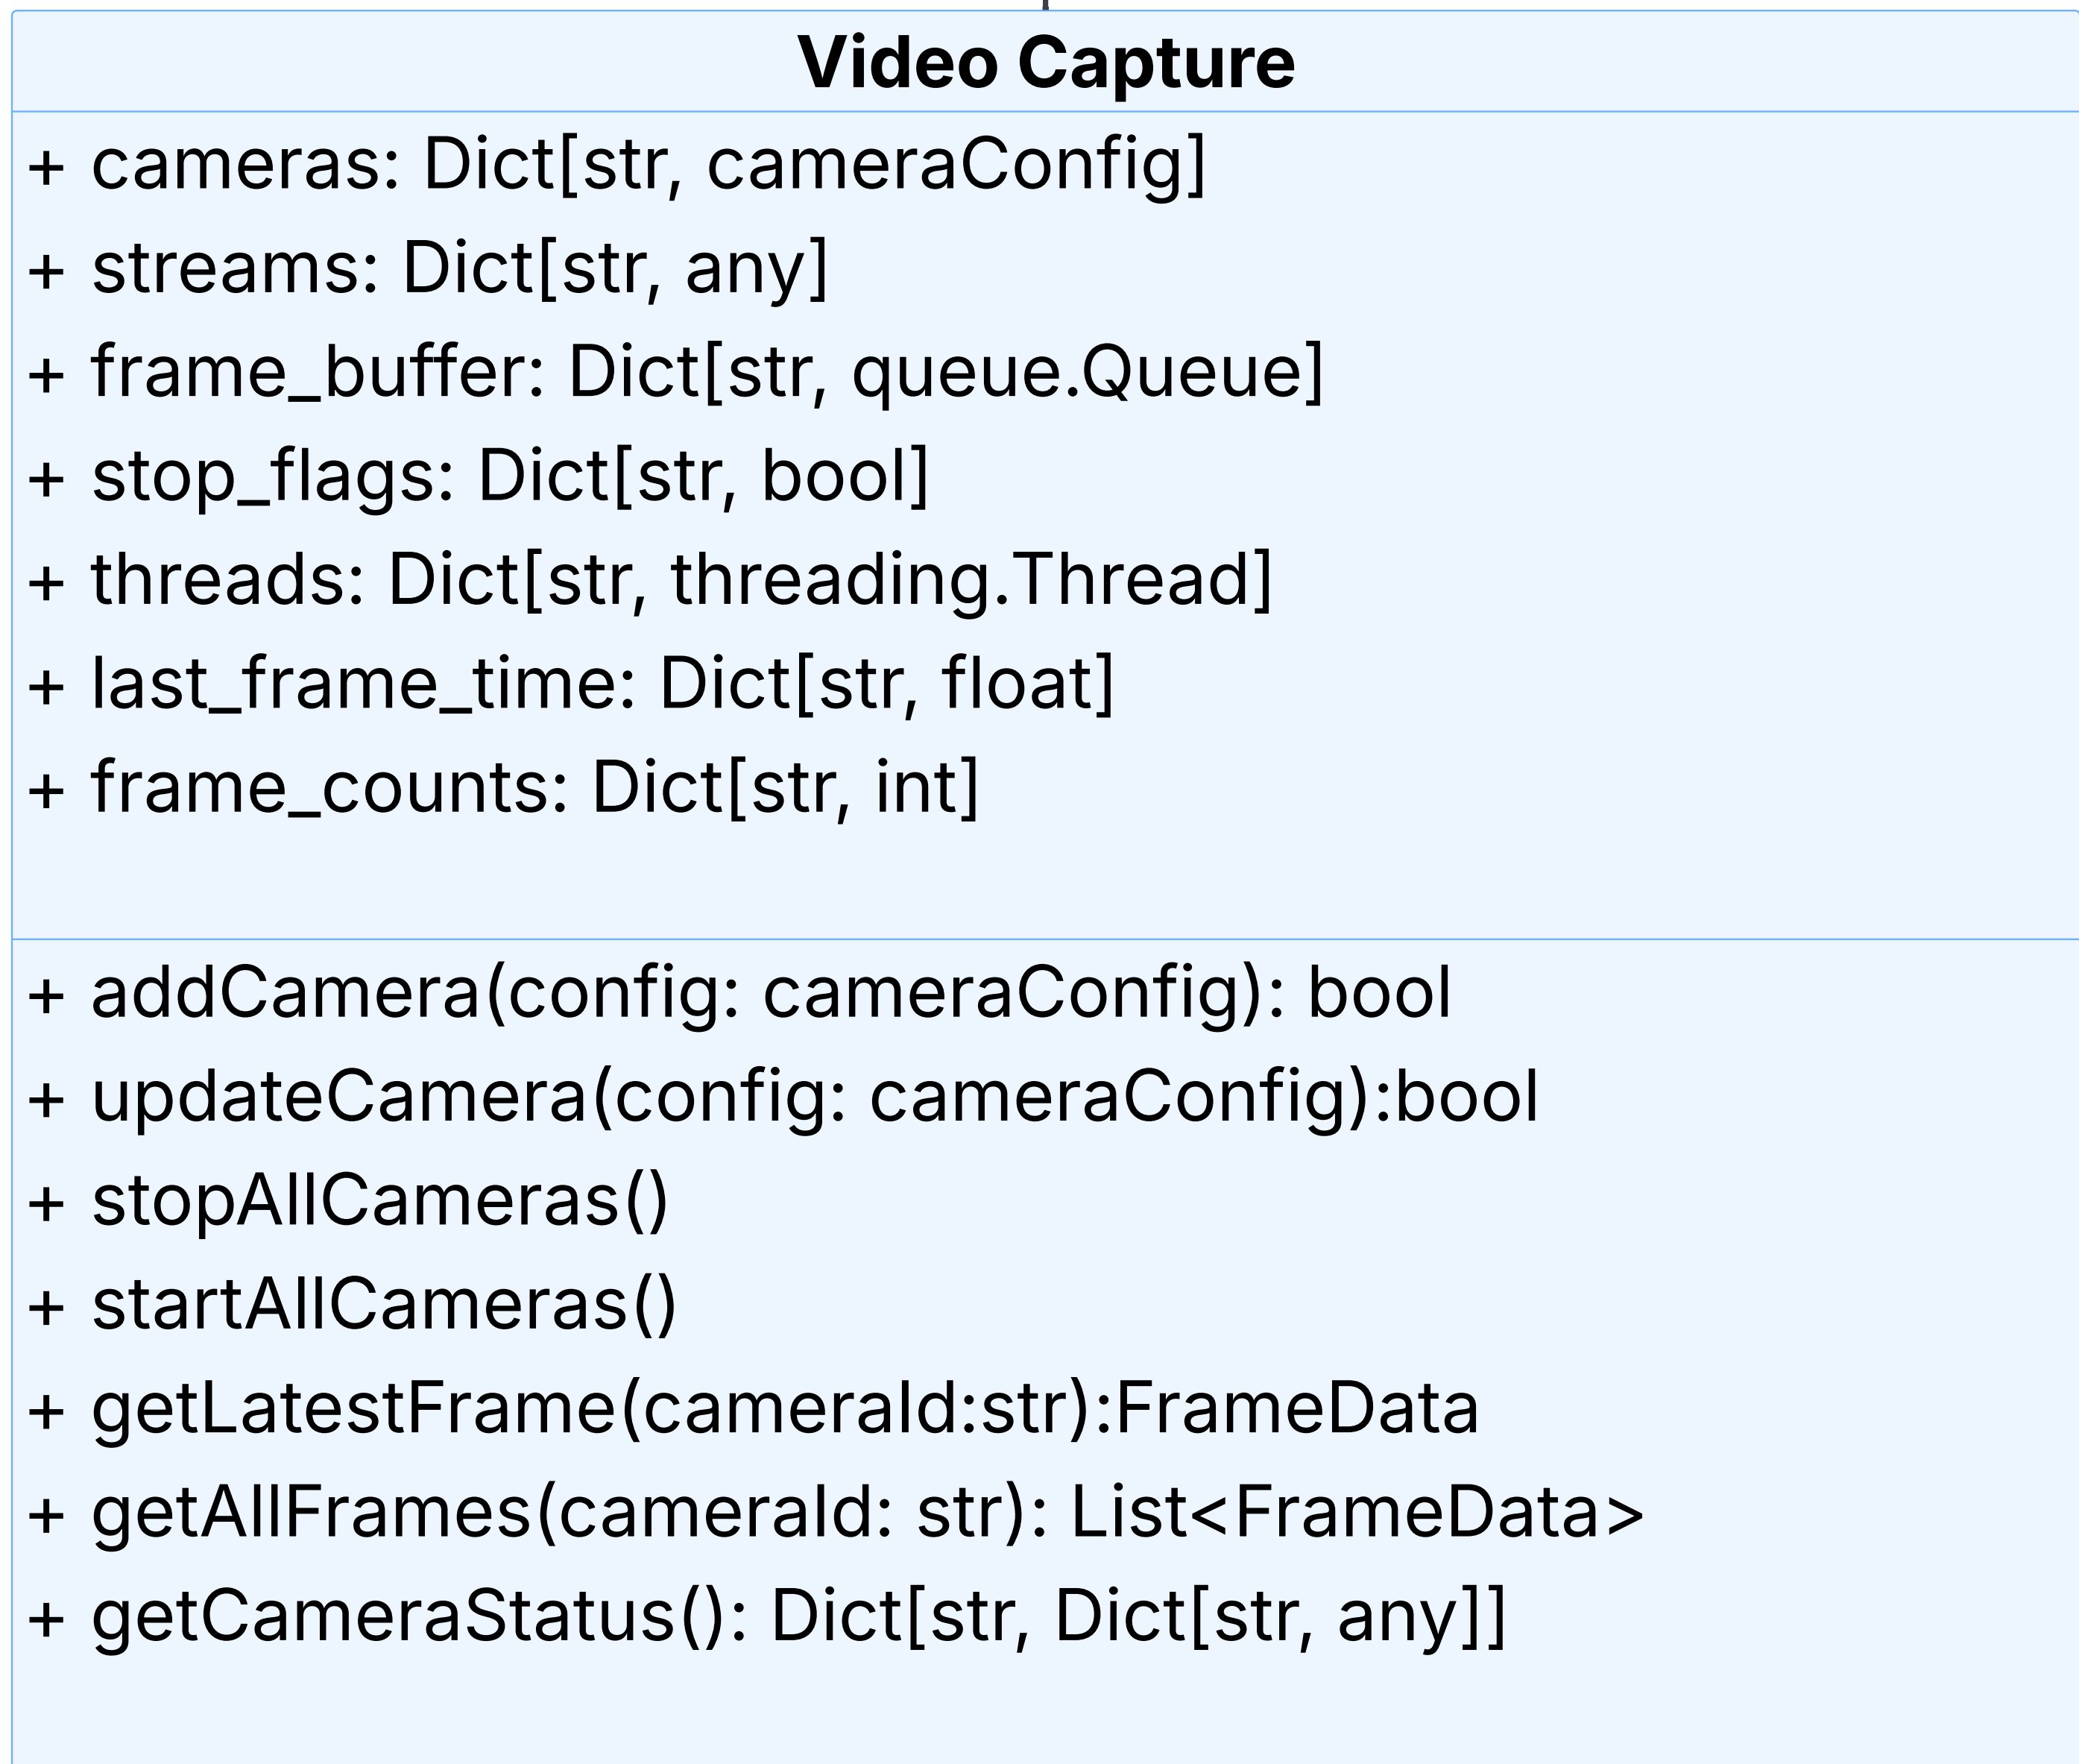 Video Capture
+ cameras: Dict[str, cameraConfig]
+ streams: Dict[str, any]
+ frame_buffer: Dict[str, queue.Queue]
+ stop_flags: Dict[str, bool]
+ threads: Dict[str, threading.Thread]
+ last_frame_time: Dict[str, float]
+ frame_counts: Dict[str, int]
+ addCamera(config: cameraConfig): bool
+ updateCamera(config: cameraConfig):bool
+ stopAllCameras()
+ startAllCameras()
+ getLatestFrame(cameraId:str):FrameData
+ getAllFrames(cameraId: str): List<FrameData>
+ getCameraStatus(): Dict[str, Dict[str, any]]